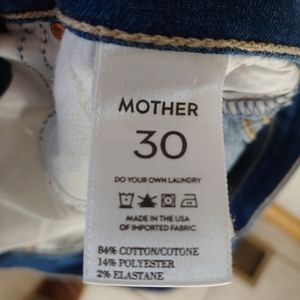 MOTHER
30
DO YOUR OWN LAUNDRY
MADE IN THE USA
OF IMPORTED FABRIC
84% COTTON/COTONE
14% POLYESTER
2% ELASTANE